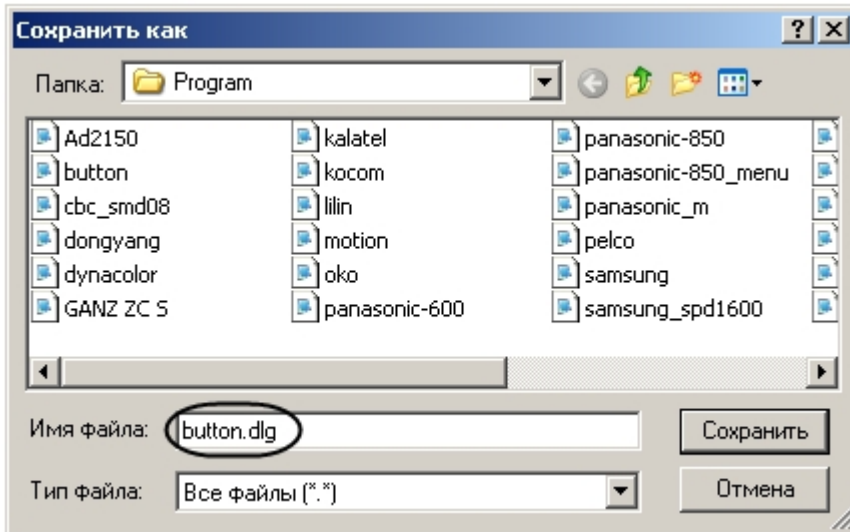 Сохранить как
Папка: Program
Ad2150 kalatel panasonic-850
button kocom panasonic-850_menu
cbc_smd08 lilin panasonic_m
dongyang motion pelco
dynacolor oko samsung
GANZ ZC S panasonic-600 samsung_spd1600
Имя файла: button.dlg Сохранить
Тип файла: Все файлы (*.*) Отмена